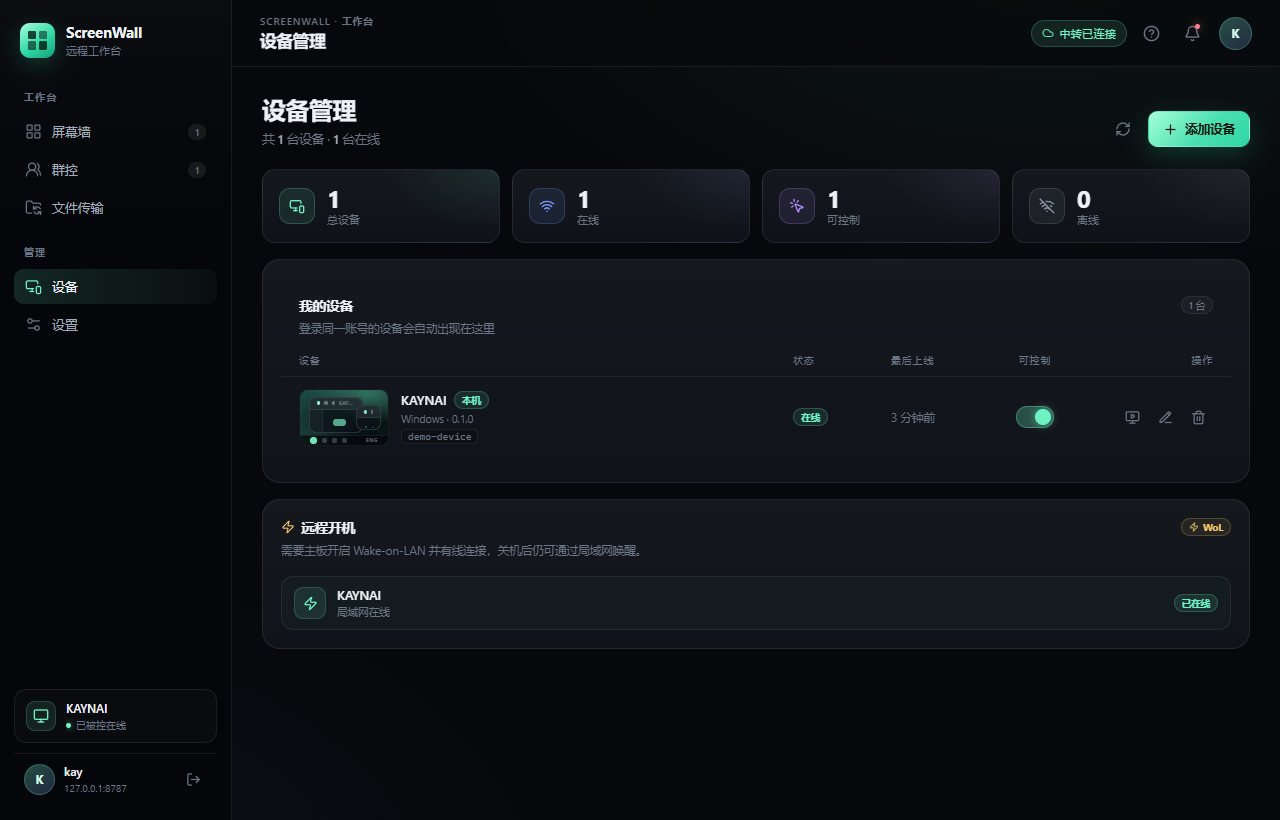 ScreenWall
远程工作台
工作台
屏幕墙 1
群控 1
文件传输
管理
设备
设置
KAYNAI
已被控在线
K
kay
127.0.0.1:8787
SCREENWALL · 工作台
设备管理
中转已连接
K
设备管理
共 1 台设备 · 1 台在线
添加设备
1
总设备
1
在线
1
可控制
0
离线
我的设备
1 台
登录同一账号的设备会自动出现在这里
设备 状态 最后上线 可控制 操作
KAYNAI 本机
Windows · 0.1.0
demo-device
在线
3 分钟前
ENG
远程开机
WoL
需要主板开启 Wake-on-LAN 并有线连接，关机后仍可通过局域网唤醒。
KAYNAI
局域网在线
已在线